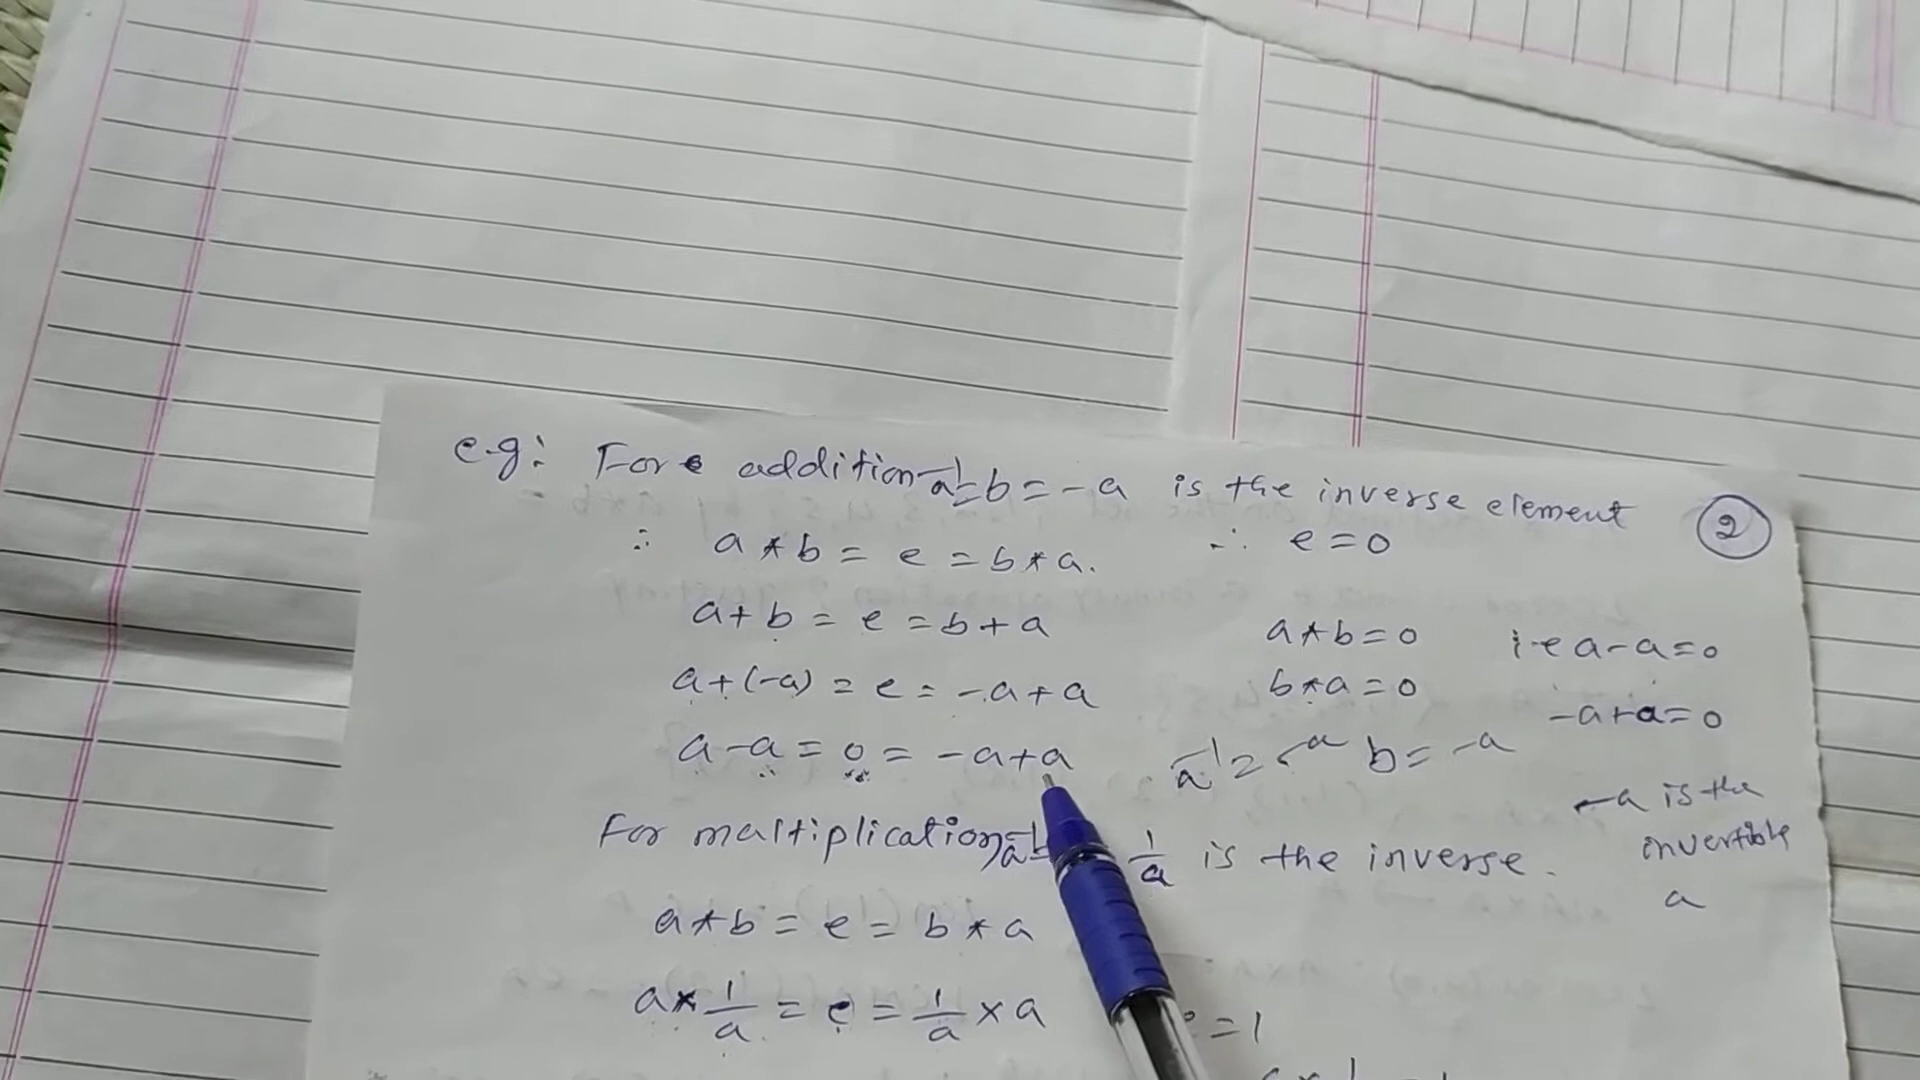 e.g: For addition a⁻¹=b=-a is the inverse element
②
∴ a*b = e = b*a. ∴ e=0
a+b = e = b+a
a*b=0 i.e a-a=0
a+(-a) = e = -a+a
b*a=0
-a+a=0
a-a = 0 = -a+a
a⁻¹=-a b=-a
-a is the
invertible
a
For maltiplication, a⁻¹ 1/a is the inverse.
a*b = e = b*a
a×1/a = e = 1/a×a
e=1